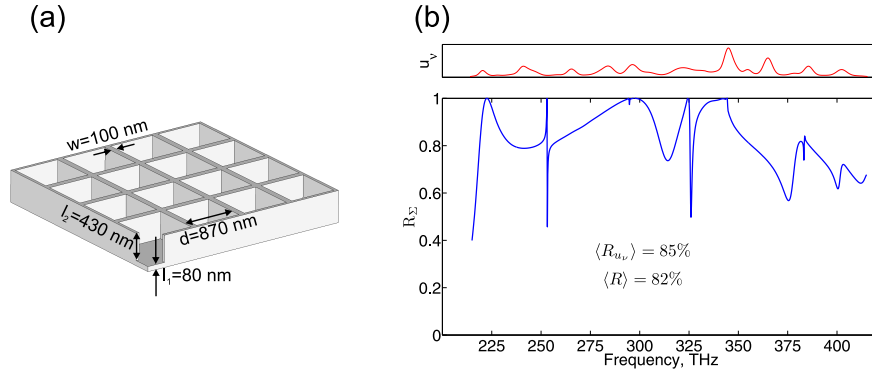 (a)
w=100 nm
l₂=430 nm
d=870 nm
l₁=80 nm
(b)
uν
1
0.8
0.6
0.4
0.2
0
RΣ
⟨Ruν⟩ = 85%
⟨R⟩ = 82%
225 250 275 300 325 350 375 400
Frequency, THz